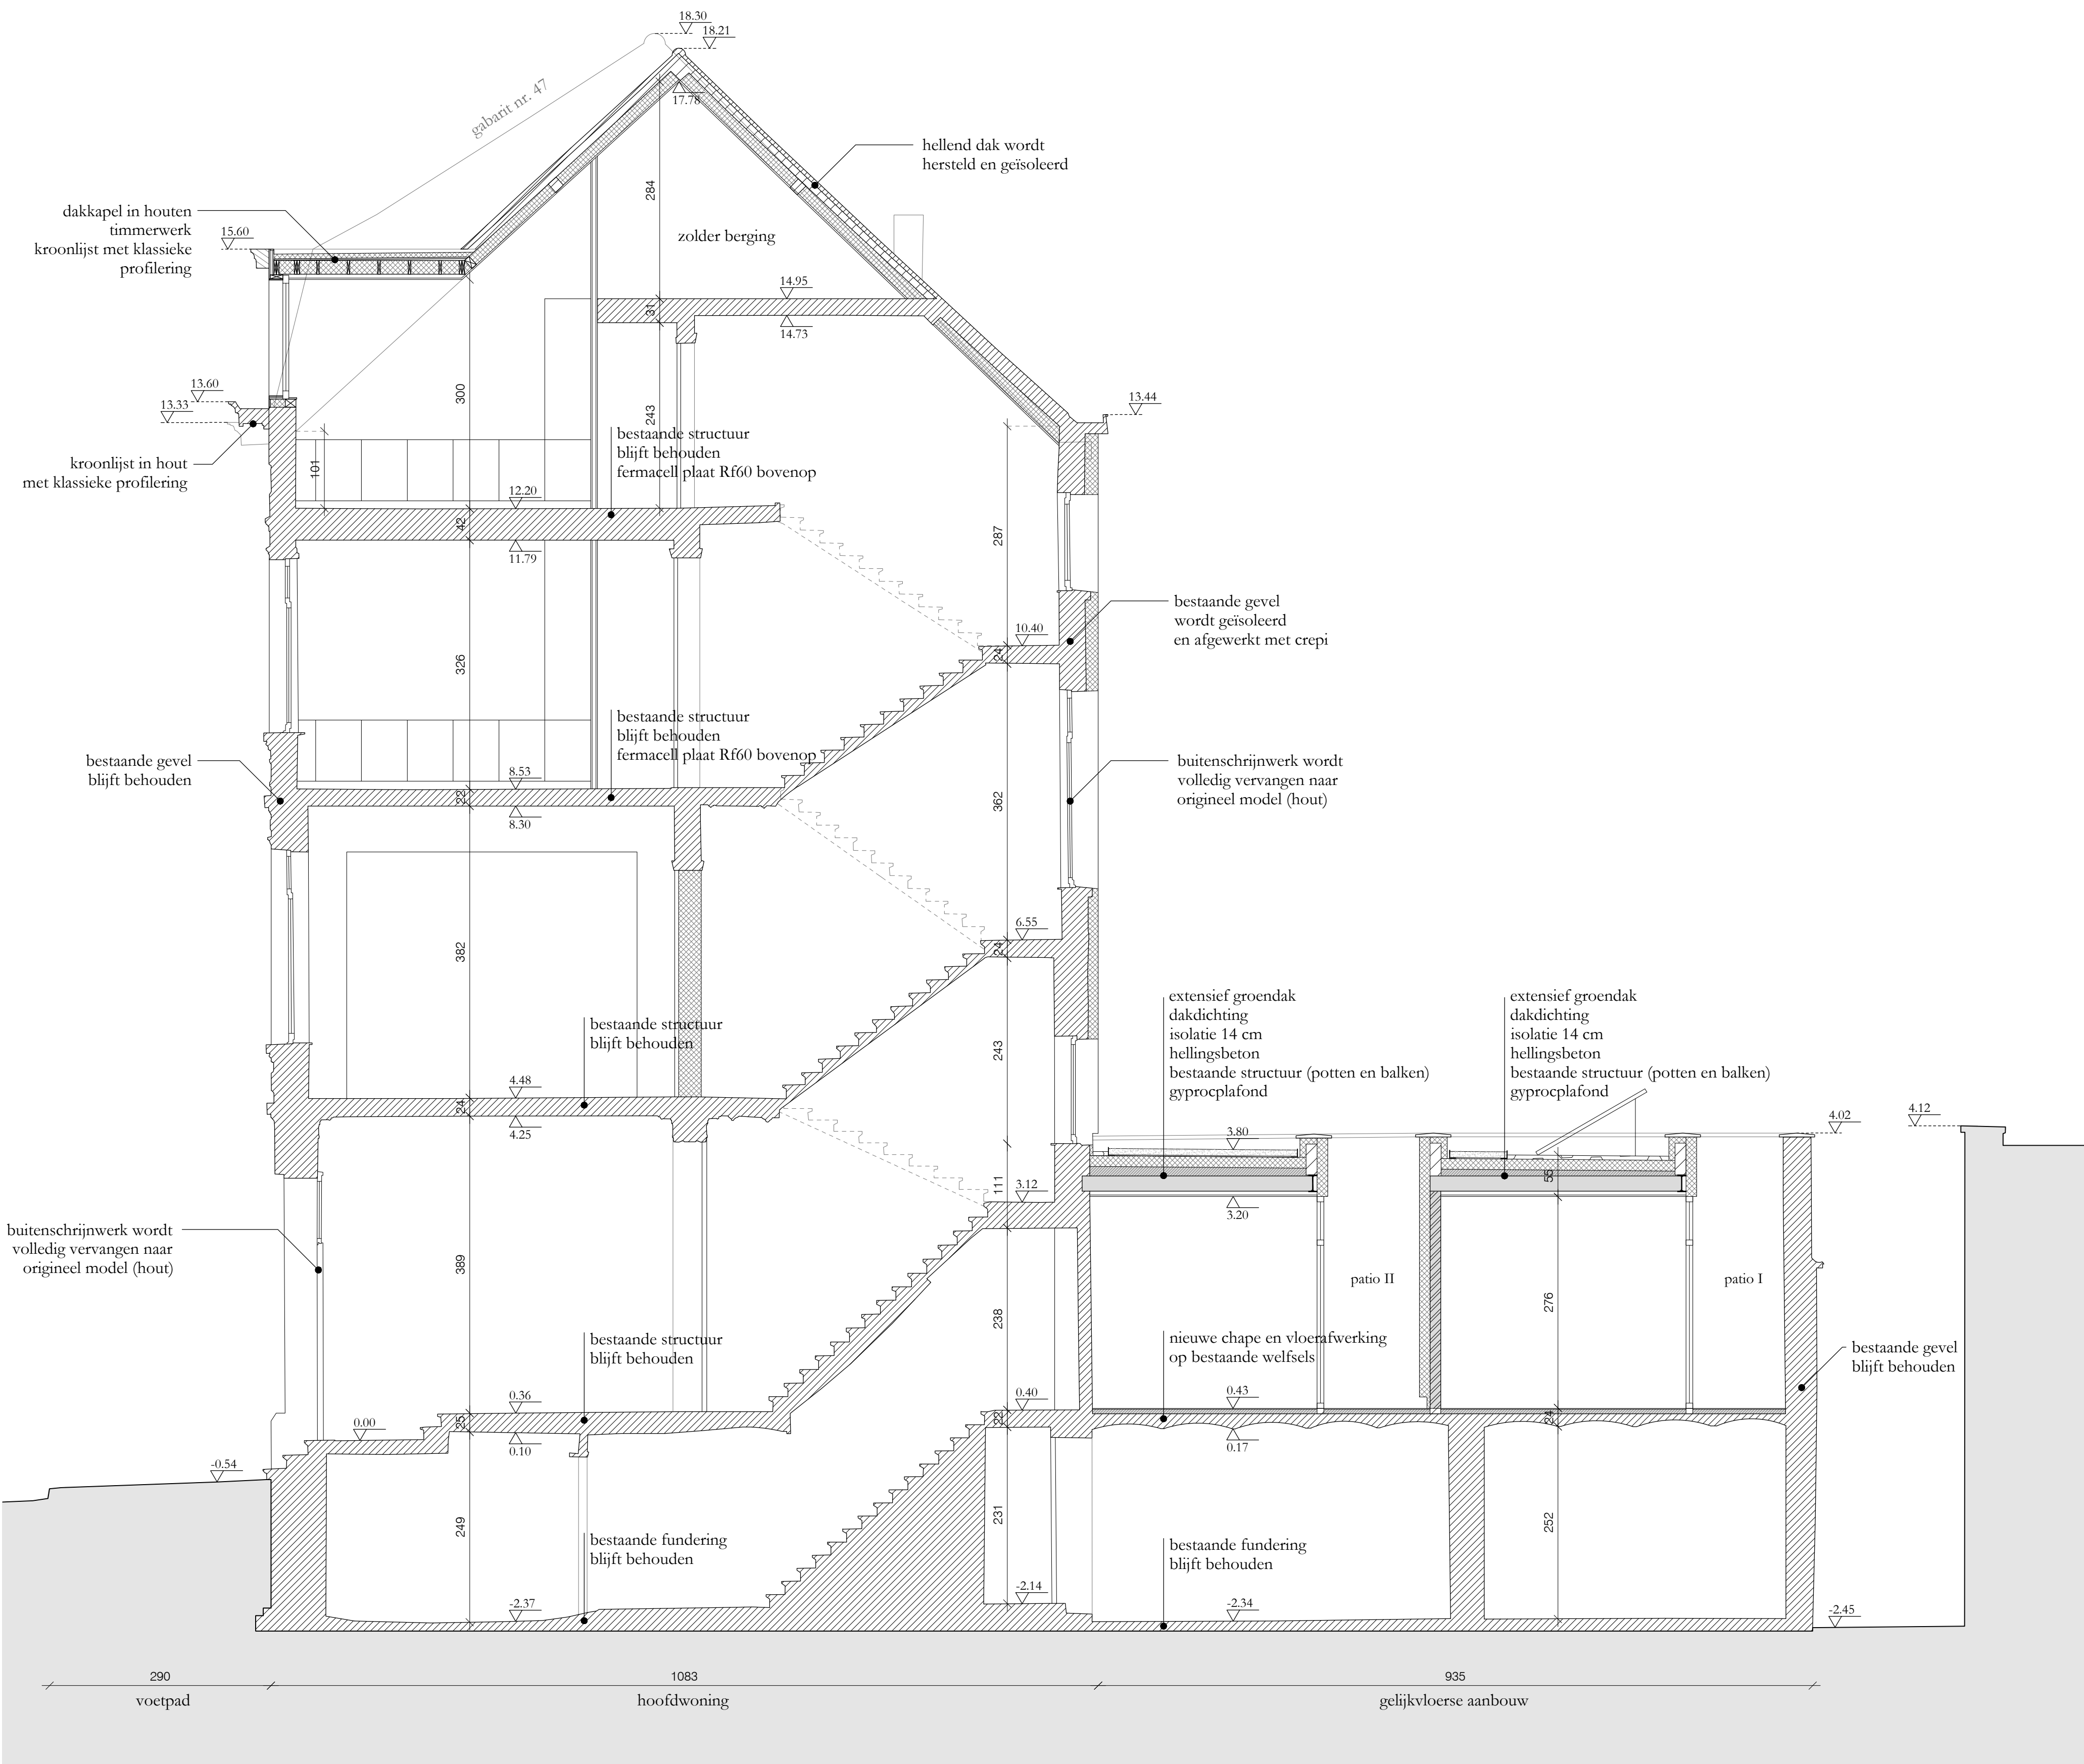 18.30
18.21
gabarit nr. 47
17.78
hellend dak wordt
hersteld en geïsoleerd
284
dakkapel in houten
timmerwerk
kroonlijst met klassieke
profilering
15.60
zolder berging
14.95
31
14.73
13.60
13.33
300
243
13.44
kroonlijst in hout
met klassieke profilering
101
bestaande structuur
blijft behouden
fermacell plaat Rf60 bovenop
12.20
42
11.79
287
bestaande gevel
wordt geïsoleerd
en afgewerkt met crepi
10.40
24
326
bestaande structuur
blijft behouden
fermacell plaat Rf60 bovenop
bestaande gevel
blijft behouden
8.53
22
8.30
362
buitenschrijnwerk wordt
volledig vervangen naar
origineel model (hout)
6.55
24
382
bestaande structuur
blijft behouden
243
extensief groendak
dakdichting
isolatie 14 cm
hellingsbeton
bestaande structuur (potten en balken)
gyprocplafond
extensief groendak
dakdichting
isolatie 14 cm
hellingsbeton
bestaande structuur (potten en balken)
gyprocplafond
4.48
24
4.25
3.80
4.02
4.12
55
111
3.12
3.20
buitenschrijnwerk wordt
volledig vervangen naar
origineel model (hout)
389
patio II
patio I
276
238
bestaande structuur
blijft behouden
nieuwe chape en vloerafwerking
op bestaande welfsels
bestaande gevel
blijft behouden
0.36
0.40
0.43
0.00
25
22
24
0.10
0.17
-0.54
249
231
252
bestaande fundering
blijft behouden
bestaande fundering
blijft behouden
-2.37
-2.14
-2.34
-2.45
290
1083
935
voetpad
hoofdwoning
gelijkvloerse aanbouw